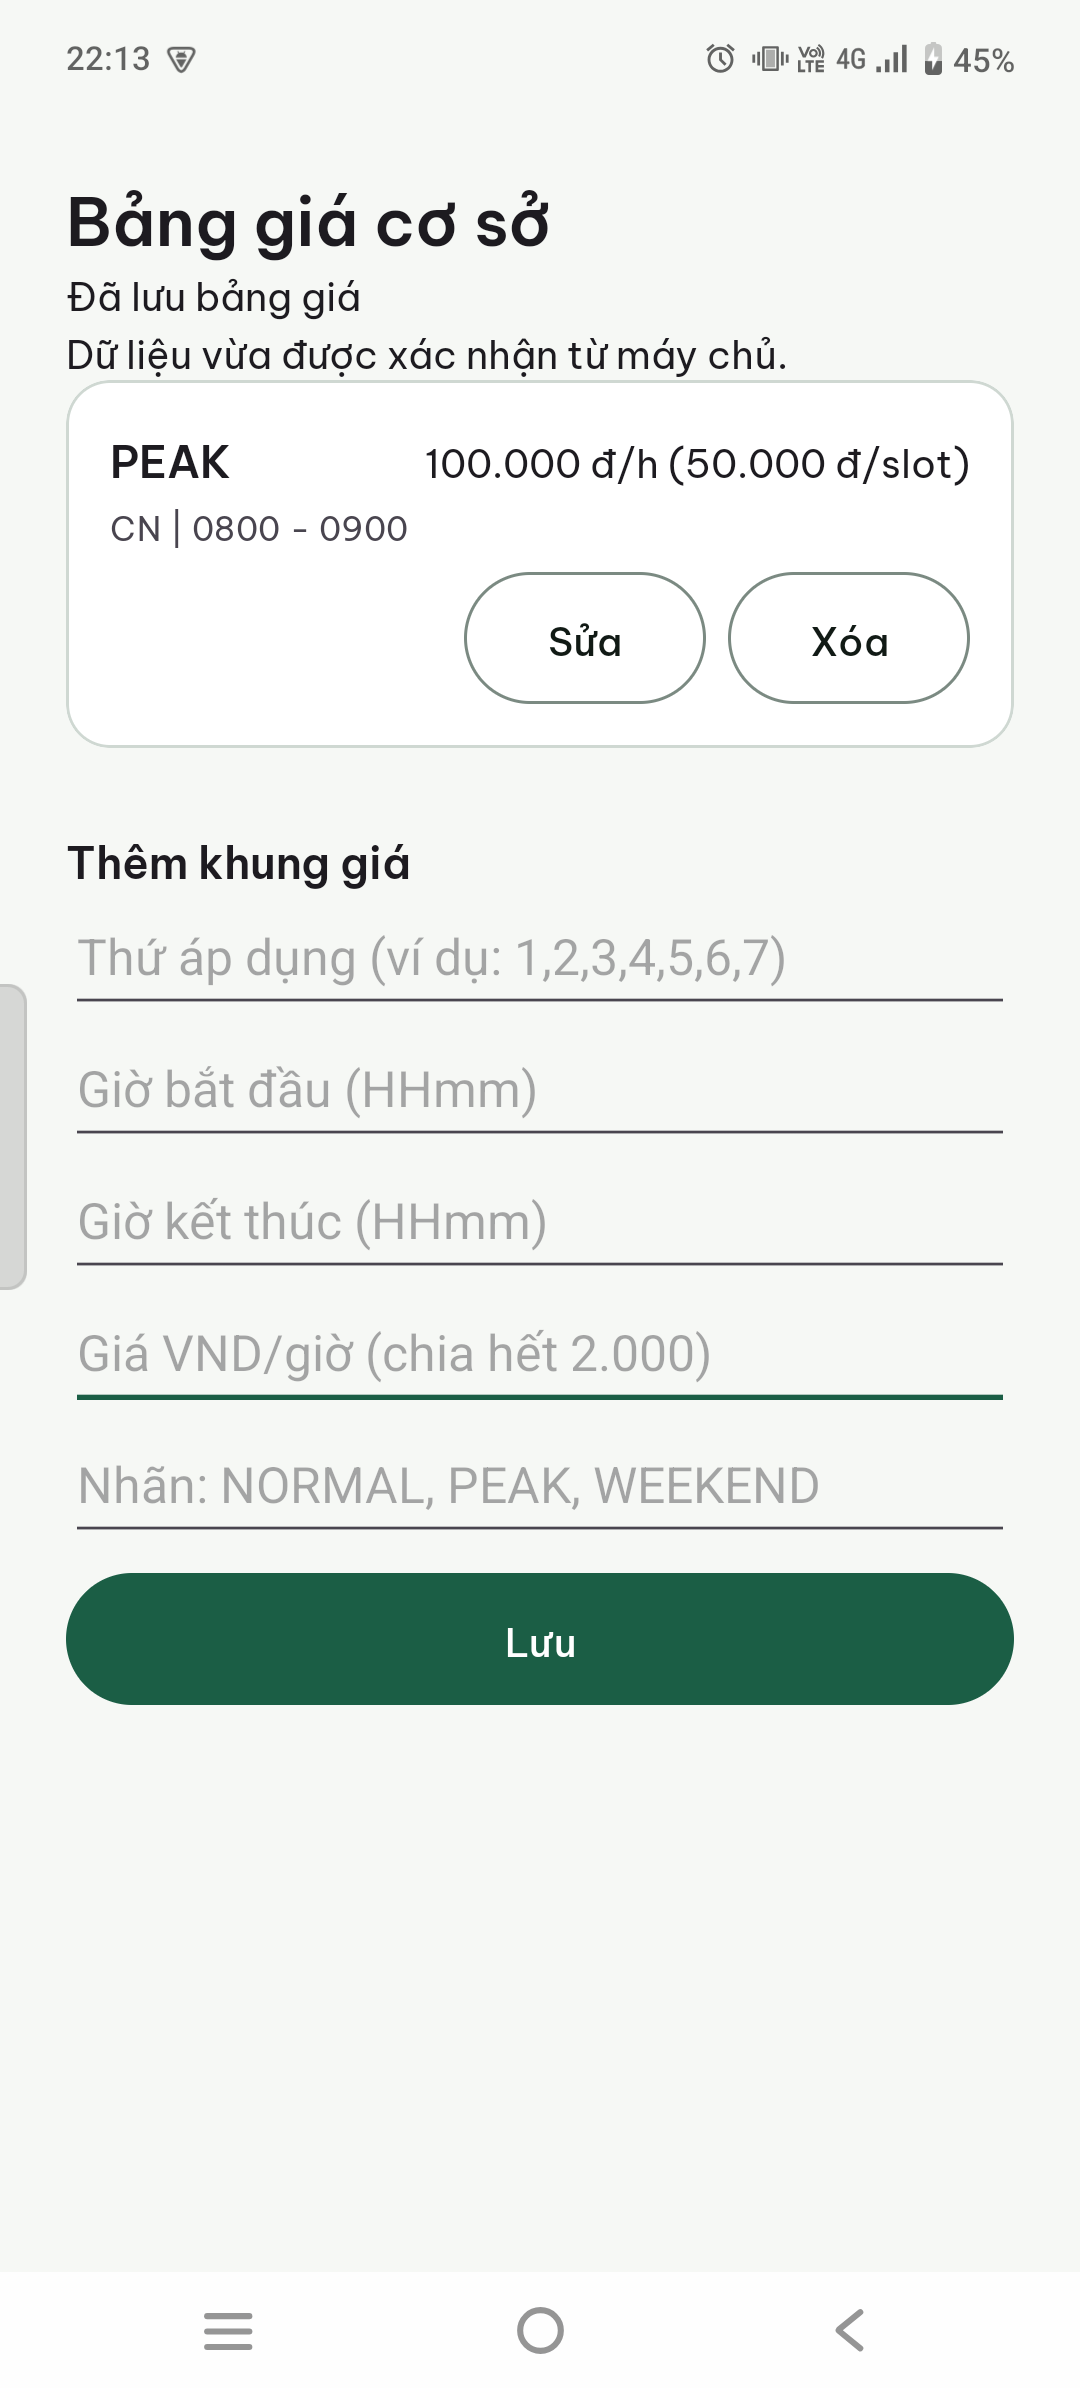 22:13
VoLTE 4G 45%
Bảng giá cơ sở
Đã lưu bảng giá
Dữ liệu vừa được xác nhận từ máy chủ.
PEAK 100.000 đ/h (50.000 đ/slot)
CN | 0800 - 0900
Sửa Xóa
Thêm khung giá
Thứ áp dụng (ví dụ: 1,2,3,4,5,6,7)
Giờ bắt đầu (HHmm)
Giờ kết thúc (HHmm)
Giá VND/giờ (chia hết 2.000)
Nhãn: NORMAL, PEAK, WEEKEND
Lưu